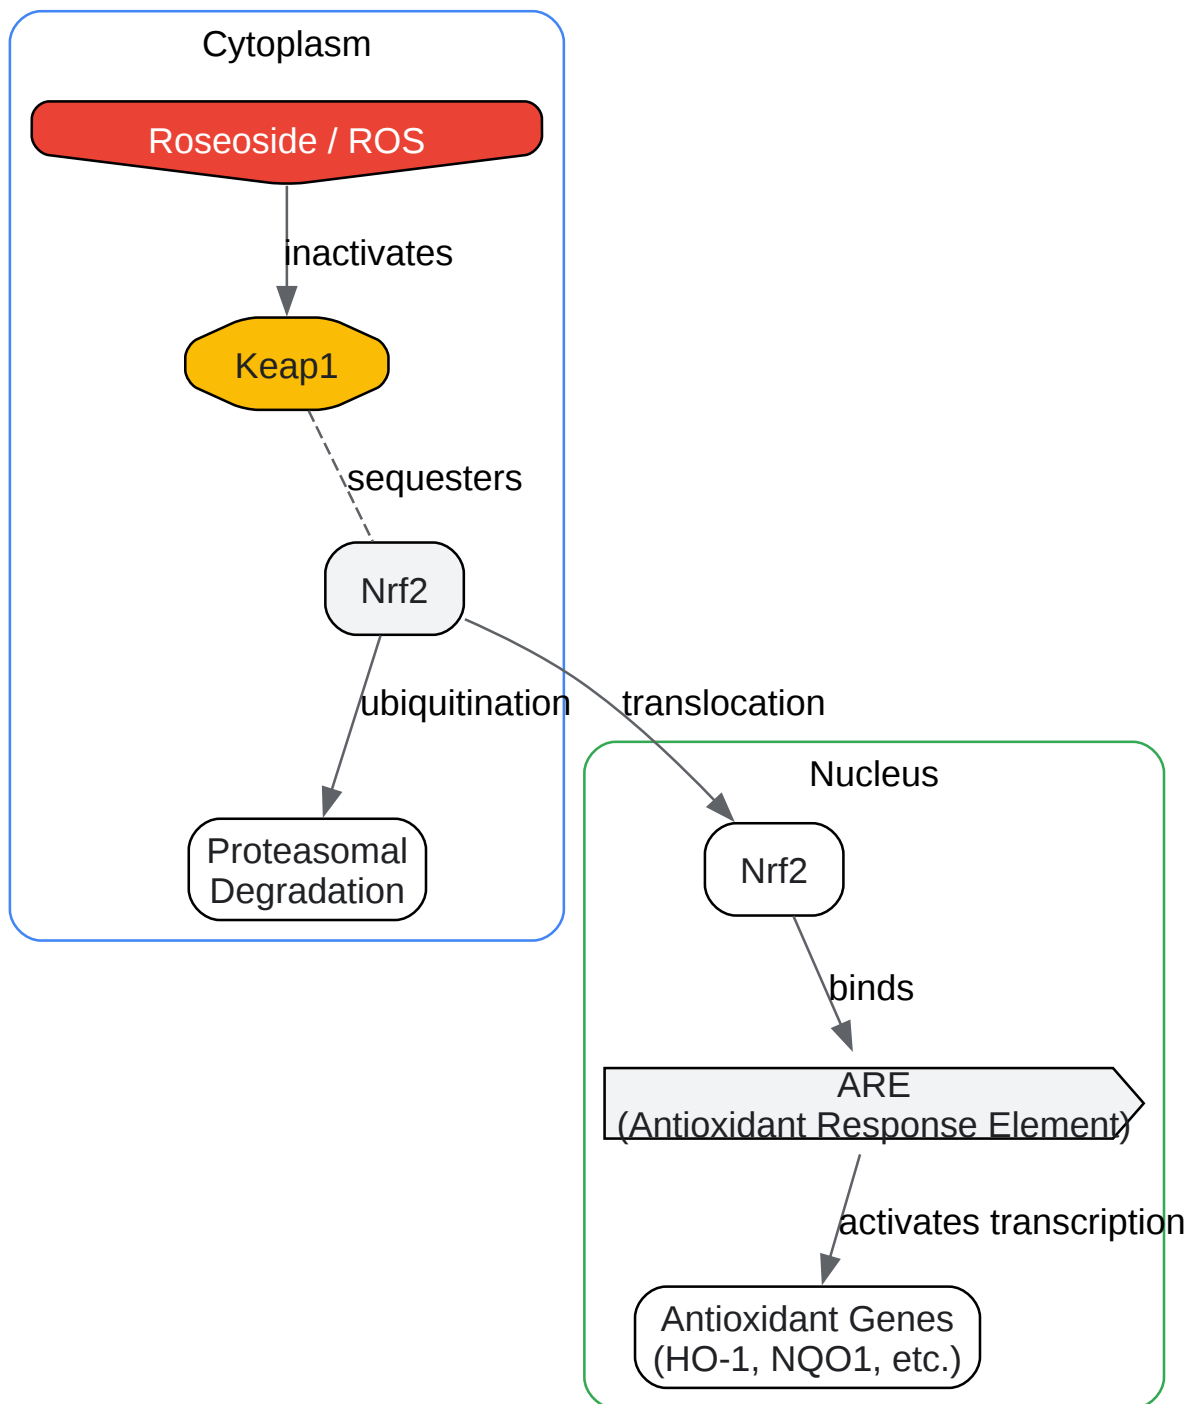 Cytoplasm
Roseoside / ROS
inactivates
Keap1
sequesters
Nrf2
ubiquitination
translocation
Nucleus
Proteasomal
Degradation
Nrf2
binds
ARE
(Antioxidant Response Element)
activates transcription
Antioxidant Genes
(HO-1, NQO1, etc.)